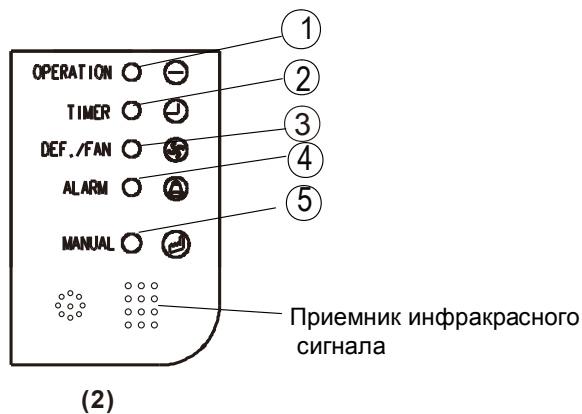 1
OPERATION
2
TIMER
3
DEF./FAN
4
ALARM
5
MANUAL
Приемник инфракрасного
сигнала
(2)